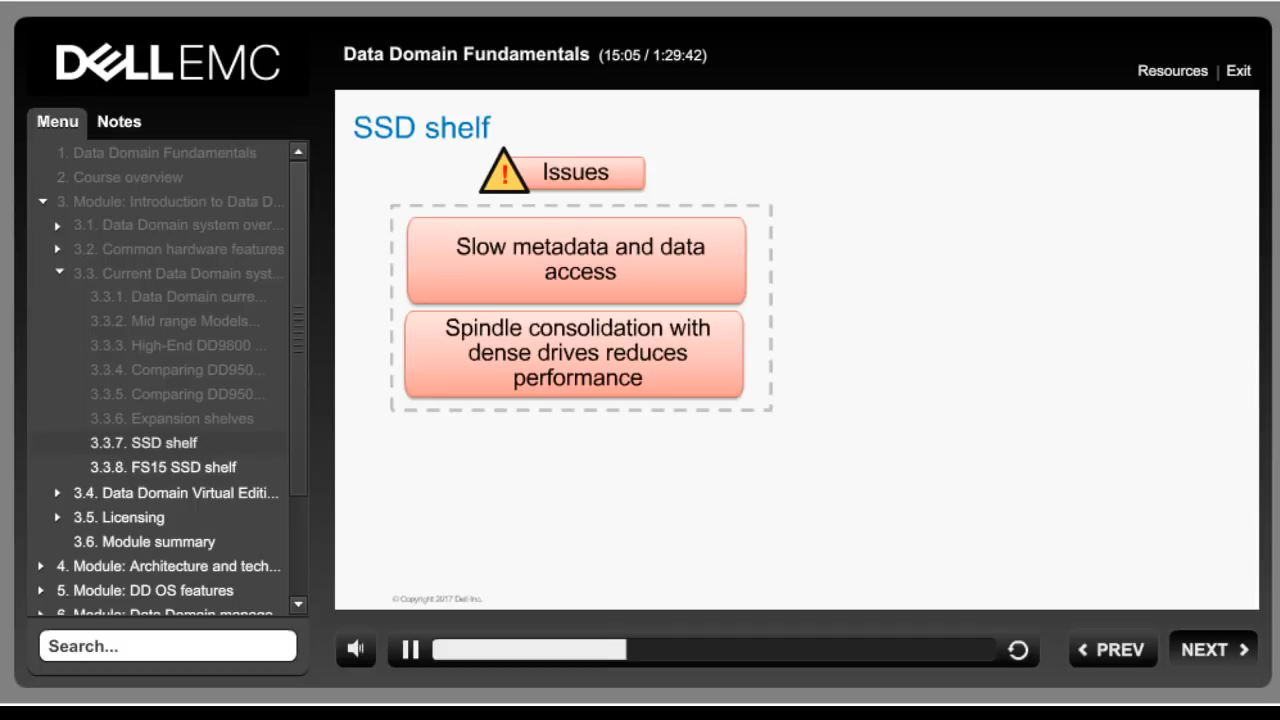 DELLEMC
Data Domain Fundamentals (15:05 / 1:29:42)
Resources | Exit
Menu Notes
1. Data Domain Fundamentals
2. Course overview
3. Module: Introduction to Data D...
3.1. Data Domain system over...
3.2. Common hardware features
3.3. Current Data Domain syst...
3.3.1. Data Domain curre...
3.3.2. Mid range Models...
3.3.3. High-End DD9800 ...
3.3.4. Comparing DD950...
3.3.5. Comparing DD950...
3.3.6. Expansion shelves
3.3.7. SSD shelf
3.3.8. FS15 SSD shelf
3.4. Data Domain Virtual Editi...
3.5. Licensing
3.6. Module summary
4. Module: Architecture and tech...
5. Module: DD OS features
6. Module: Data Domain manage
Search...
SSD shelf
! Issues
Slow metadata and data
access
Spindle consolidation with
dense drives reduces
performance
© Copyright 2017 Dell Inc.
< PREV
NEXT >